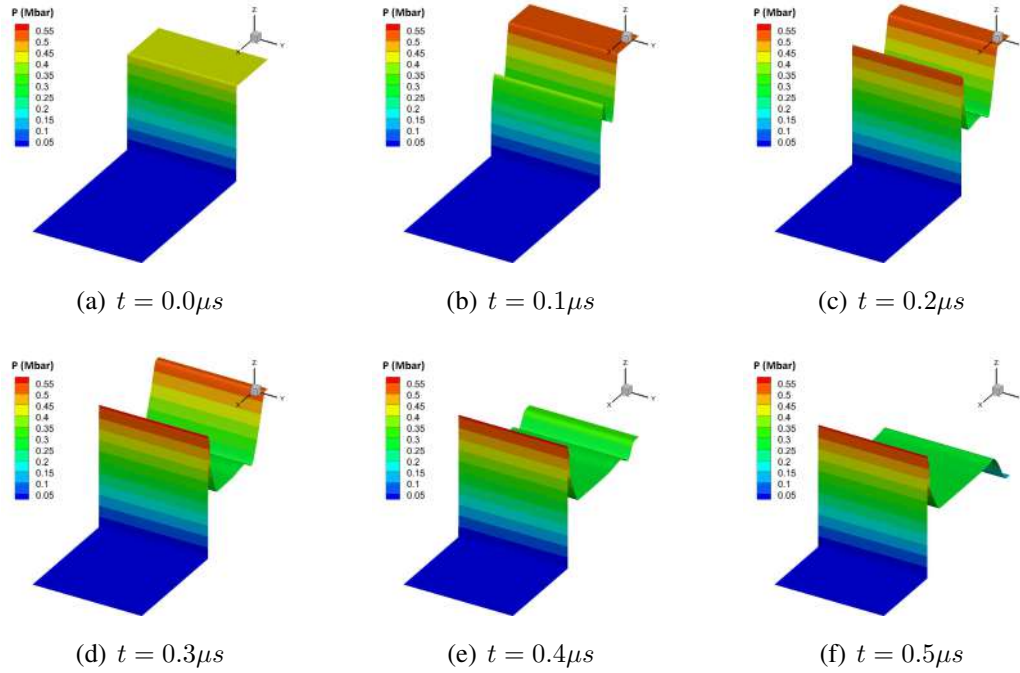 P (Mbar)
0.55
0.5
0.45
0.4
0.35
0.3
0.25
0.2
0.15
0.1
0.05
Z
X
Y
(a) t = 0.0μs
P (Mbar)
0.55
0.5
0.45
0.4
0.35
0.3
0.25
0.2
0.15
0.1
0.05
Z
X
Y
(b) t = 0.1μs
P (Mbar)
0.55
0.5
0.45
0.4
0.35
0.3
0.25
0.2
0.15
0.1
0.05
Z
X
Y
(c) t = 0.2μs
P (Mbar)
0.55
0.5
0.45
0.4
0.35
0.3
0.25
0.2
0.15
0.1
0.05
Z
X
Y
(d) t = 0.3μs
P (Mbar)
0.55
0.5
0.45
0.4
0.35
0.3
0.25
0.2
0.15
0.1
0.05
Z
X
Y
(e) t = 0.4μs
P (Mbar)
0.55
0.5
0.45
0.4
0.35
0.3
0.25
0.2
0.15
0.1
0.05
Z
X
Y
(f) t = 0.5μs